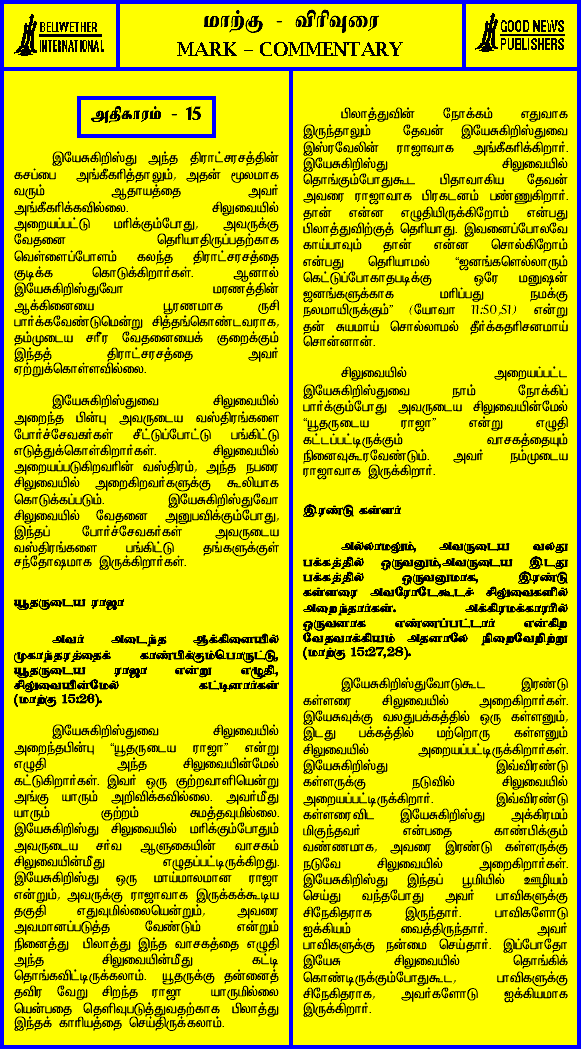 BELLWETHER
INTERNATIONAL
மாற்கு - விரிவுரை
MARK – COMMENTARY
GOOD NEWS
PUBLISHERS
அதிகாரம் - 15
இயேசுகிறிஸ்து அந்த திராட்சரசத்தின்
கசப்பை அங்கீகரித்தாலும், அதன் மூலமாக
வரும் ஆதாயத்தை அவர்
அங்கீகரிக்கவில்லை. சிலுவையில்
அறையப்பட்டு மரிக்கும்போது, அவருக்கு
வேதனை தெரியாதிருப்பதற்காக
வெள்ளைப்போளம் கலந்த திராட்சரசத்தை
குடிக்க கொடுக்கிறார்கள். ஆனால்
இயேசுகிறிஸ்துவோ மரணத்தின்
ஆக்கினையை பூரணமாக ருசி
பார்க்கவேண்டுமென்று சித்தங்கொண்டவராக,
தம்முடைய சரீர வேதனையைக் குறைக்கும்
இந்தத் திராட்சரசத்தை அவர்
ஏற்றுக்கொள்ளவில்லை.
இயேசுகிறிஸ்துவை சிலுவையில்
அறைந்த பின்பு அவருடைய வஸ்திரங்களை
போர்ச்சேவகர்கள் சீட்டுப்போட்டு பங்கிட்டு
எடுத்துக்கொள்கிறார்கள். சிலுவையில்
அறையப்படுகிறவரின் வஸ்திரம், அந்த நபரை
சிலுவையில் அறைகிறவர்களுக்கு கூலியாக
கொடுக்கப்படும். இயேசுகிறிஸ்துவோ
சிலுவையில் வேதனை அனுபவிக்கும்போது,
இந்தப் போர்ச்சேவகர்கள் அவருடைய
வஸ்திரங்களை பங்கிட்டு தங்களுக்குள்
சந்தோஷமாக இருக்கிறார்கள்.
யூதருடைய ராஜா
அவர் அடைந்த ஆக்கினையின்
முகாந்தரத்தைக் காண்பிக்கும்பொருட்டு,
யூதருடைய ராஜா என்று எழுதி,
சிலுவையின்மேல் கட்டினார்கள்
(மாற்கு 15:26).
இயேசுகிறிஸ்துவை சிலுவையில்
அறைந்தபின்பு “யூதருடைய ராஜா” என்று
எழுதி அந்த சிலுவையின்மேல்
கட்டுகிறார்கள். இவர் ஒரு குற்றவாளியென்று
அங்கு யாரும் அறிவிக்கவில்லை. அவர்மீது
யாரும் குற்றம் சுமத்தவுமில்லை.
இயேசுகிறிஸ்து சிலுவையில் மரிக்கும்போதும்
அவருடைய சர்வ ஆளுகையின் வாசகம்
சிலுவையின்மீது எழுதப்பட்டிருக்கிறது.
இயேசுகிறிஸ்து ஒரு மாய்மாலமான ராஜா
என்றும், அவருக்கு ராஜாவாக இருக்கக்கூடிய
தகுதி எதுவுமில்லையென்றும், அவரை
அவமானப்படுத்த வேண்டும் என்றும்
நினைத்து பிலாத்து இந்த வாசகத்தை எழுதி
அந்த சிலுவையின்மீது கட்டி
தொங்கவிட்டிருக்கலாம். யூதருக்கு தன்னைத்
தவிர வேறு சிறந்த ராஜா யாருமில்லை
யென்பதை தெளிவுபடுத்துவதற்காக பிலாத்து
இந்தக் காரியத்தை செய்திருக்கலாம்.
பிலாத்துவின் நோக்கம் எதுவாக
இருந்தாலும் தேவன் இயேசுகிறிஸ்துவை
இஸ்ரவேலின் ராஜாவாக அங்கீகரிக்கிறார்.
இயேசுகிறிஸ்து சிலுவையில்
தொங்கும்போதுகூட பிதாவாகிய தேவன்
அவரை ராஜாவாக பிரகடனம் பண்ணுகிறார்.
தான் என்ன எழுதியிருக்கிறோம் என்பது
பிலாத்துவிற்குத் தெரியாது. இவனைப்போலவே
காய்பாவும் தான் என்ன சொல்கிறோம்
என்பது தெரியாமல் “ஜனங்களெல்லாரும்
கெட்டுப்போகாதபடிக்கு ஒரே மனுஷன்
ஜனங்களுக்காக மரிப்பது நமக்கு
நலமாயிருக்கும்” (யோவா 11:50,51) என்று
தன் சுயமாய் சொல்லாமல் தீர்க்கதரிசனமாய்
சொன்னான்.
சிலுவையில் அறையப்பட்ட
இயேசுகிறிஸ்துவை நாம் நோக்கிப்
பார்க்கும்போது அவருடைய சிலுவையின்மேல்
“யூதருடைய ராஜா” என்று எழுதி
கட்டப்பட்டிருக்கும் வாசகத்தையும்
நினைவுகூரவேண்டும். அவர் நம்முடைய
ராஜாவாக இருக்கிறார்.
இரண்டு கள்ளர்
அல்லாமலும், அவருடைய வலது
பக்கத்தில் ஒருவனும்,அவருடைய இடது
பக்கத்தில் ஒருவனுமாக, இரண்டு
கள்ளரை அவரோடேகூடச் சிலுவைகளில்
அறைந்தார்கள். அக்கிரமக்காரரில்
ஒருவனாக எண்ணப்பட்டார் என்கிற
வேதவாக்கியம் அதனாலே நிறைவேறிற்று
(மாற்கு 15:27,28).
இயேசுகிறிஸ்துவோடுகூட இரண்டு
கள்ளரை சிலுவையில் அறைகிறார்கள்.
இயேசுவுக்கு வலதுபக்கத்தில் ஒரு கள்ளனும்,
இடது பக்கத்தில் மற்றொரு கள்ளனும்
சிலுவையில் அறையப்பட்டிருக்கிறார்கள்.
இயேசுகிறிஸ்து இவ்விரண்டு
கள்ளருக்கு நடுவில் சிலுவையில்
அறையப்பட்டிருக்கிறார். இவ்விரண்டு
கள்ளரைவிட இயேசுகிறிஸ்து அக்கிரமம்
மிகுந்தவர் என்பதை காண்பிக்கும்
வண்ணமாக, அவரை இரண்டு கள்ளருக்கு
நடுவே சிலுவையில் அறைகிறார்கள்.
இயேசுகிறிஸ்து இந்தப் பூமியில் ஊழியம்
செய்து வந்தபோது அவர் பாவிகளுக்கு
சிநேகிதராக இருந்தார். பாவிகளோடு
ஐக்கியம் வைத்திருந்தார். அவர்
பாவிகளுக்கு நன்மை செய்தார். இப்போதோ
இயேசு சிலுவையில் தொங்கிக்
கொண்டிருக்கும்போதுகூட, பாவிகளுக்கு
சிநேகிதராக, அவர்களோடு ஐக்கியமாக
இருக்கிறார்.